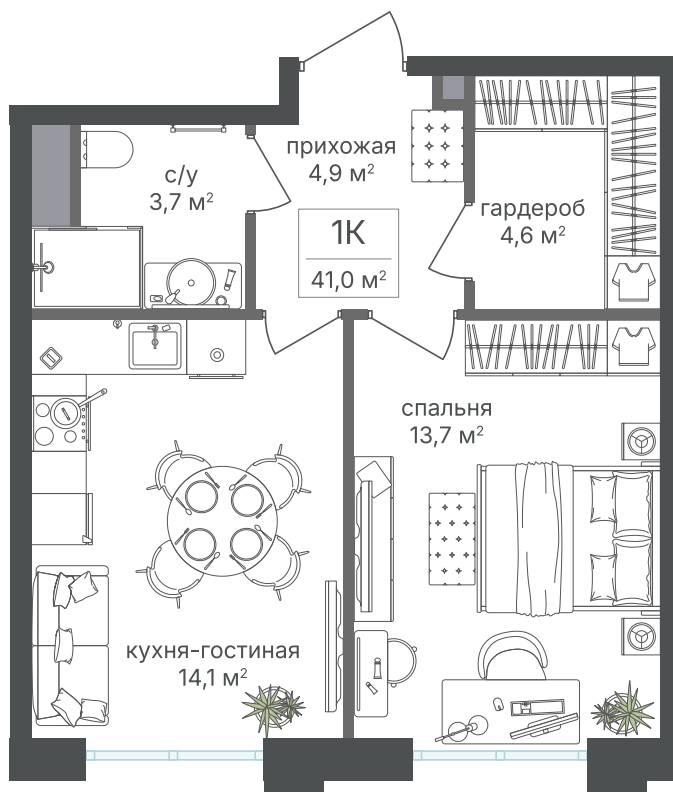 прихожая
4,9 м²
с/у
3,7 м²
гардероб
4,6 м²
1К
41,0 м²
спальня
13,7 м²
кухня-гостиная
14,1 м²